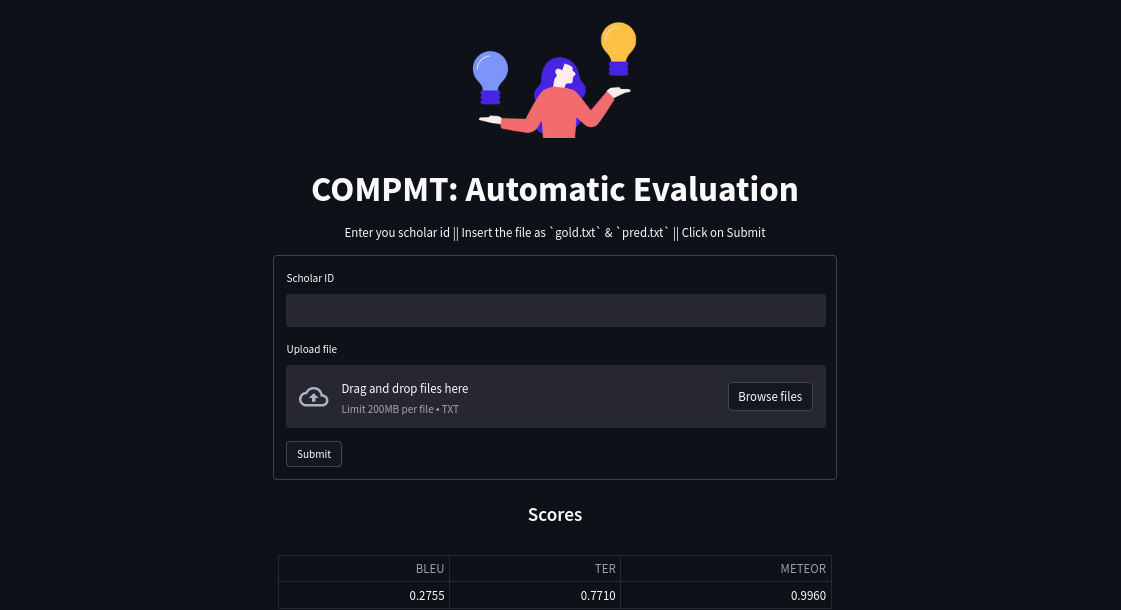 COMPMT: Automatic Evaluation
Enter you scholar id || Insert the file as `gold.txt` & `pred.txt` || Click on Submit
Scholar ID
Upload file
Drag and drop files here
Limit 200MB per file • TXT
Browse files
Submit
Scores
BLEU TER METEOR
0.2755 0.7710 0.9960